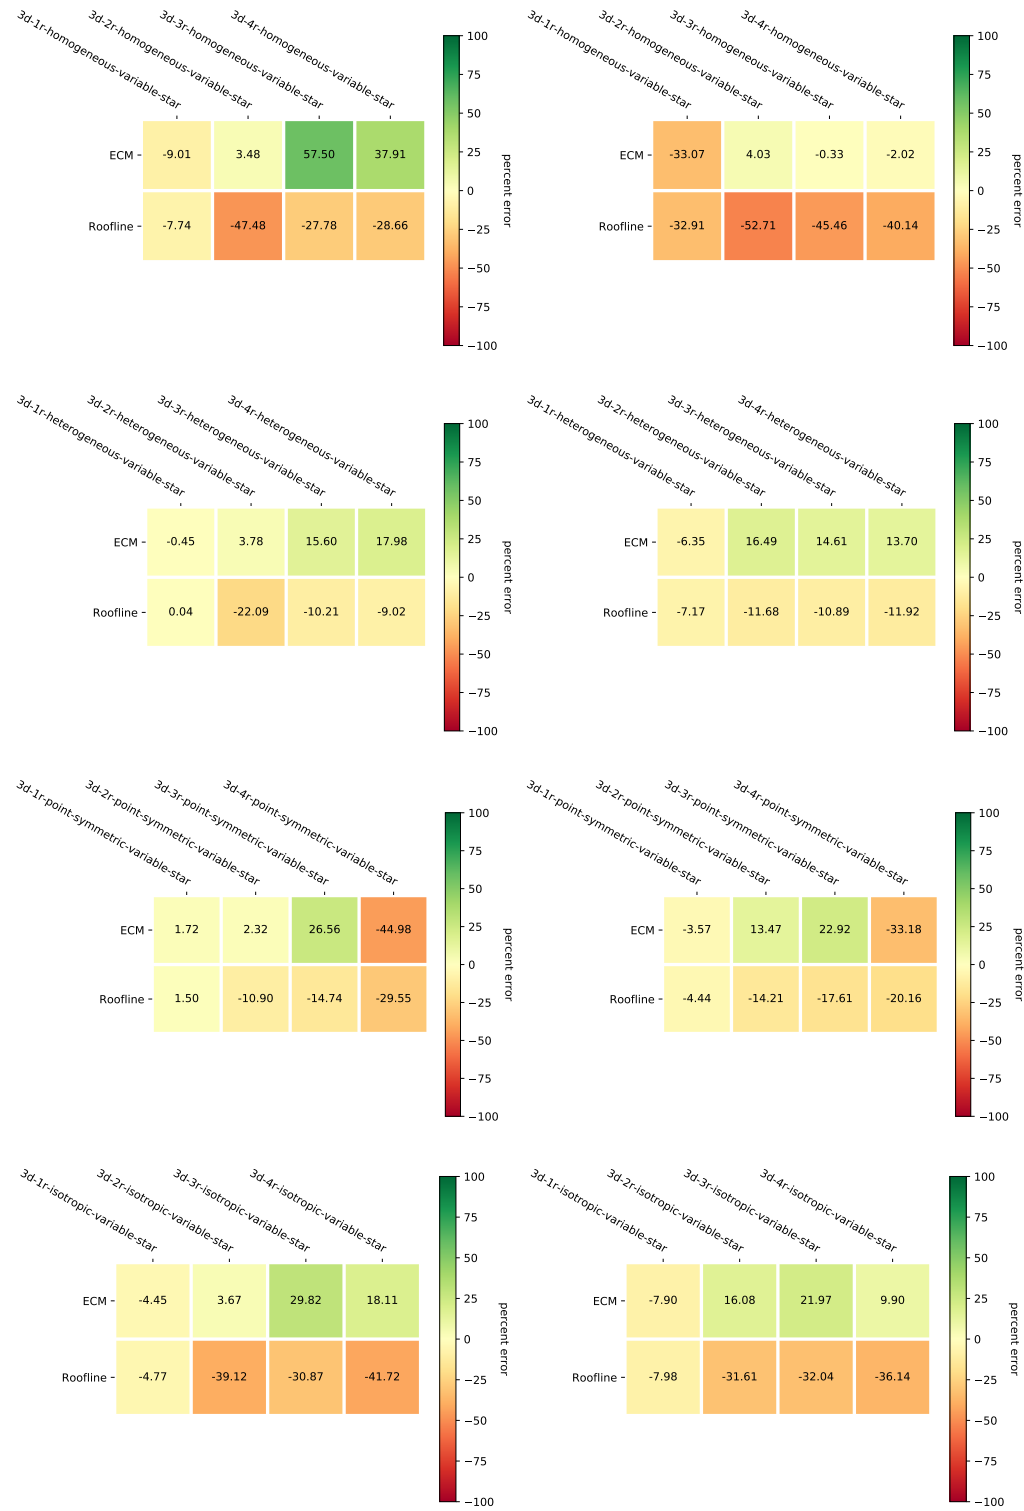 3d-1r-homogeneous-variable-star
3d-2r-homogeneous-variable-star
3d-3r-homogeneous-variable-star
3d-4r-homogeneous-variable-star
ECM
-9.01
3.48
57.50
37.91
Roofline
-7.74
-47.48
-27.78
-28.66
100
75
50
25
0
−25
−50
−75
−100
percent error
3d-1r-homogeneous-variable-star
3d-2r-homogeneous-variable-star
3d-3r-homogeneous-variable-star
3d-4r-homogeneous-variable-star
ECM
-33.07
4.03
-0.33
-2.02
Roofline
-32.91
-52.71
-45.46
-40.14
100
75
50
25
0
−25
−50
−75
−100
percent error
3d-1r-heterogeneous-variable-star
3d-2r-heterogeneous-variable-star
3d-3r-heterogeneous-variable-star
3d-4r-heterogeneous-variable-star
ECM
-0.45
3.78
15.60
17.98
Roofline
0.04
-22.09
-10.21
-9.02
100
75
50
25
0
−25
−50
−75
−100
percent error
3d-1r-heterogeneous-variable-star
3d-2r-heterogeneous-variable-star
3d-3r-heterogeneous-variable-star
3d-4r-heterogeneous-variable-star
ECM
-6.35
16.49
14.61
13.70
Roofline
-7.17
-11.68
-10.89
-11.92
100
75
50
25
0
−25
−50
−75
−100
percent error
3d-1r-point-symmetric-variable-star
3d-2r-point-symmetric-variable-star
3d-3r-point-symmetric-variable-star
3d-4r-point-symmetric-variable-star
ECM
1.72
2.32
26.56
-44.98
Roofline
1.50
-10.90
-14.74
-29.55
100
75
50
25
0
−25
−50
−75
−100
percent error
3d-1r-point-symmetric-variable-star
3d-2r-point-symmetric-variable-star
3d-3r-point-symmetric-variable-star
3d-4r-point-symmetric-variable-star
ECM
-3.57
13.47
22.92
-33.18
Roofline
-4.44
-14.21
-17.61
-20.16
100
75
50
25
0
−25
−50
−75
−100
percent error
3d-1r-isotropic-variable-star
3d-2r-isotropic-variable-star
3d-3r-isotropic-variable-star
3d-4r-isotropic-variable-star
ECM
-4.45
3.67
29.82
18.11
Roofline
-4.77
-39.12
-30.87
-41.72
100
75
50
25
0
−25
−50
−75
−100
percent error
3d-1r-isotropic-variable-star
3d-2r-isotropic-variable-star
3d-3r-isotropic-variable-star
3d-4r-isotropic-variable-star
ECM
-7.90
16.08
21.97
9.90
Roofline
-7.98
-31.61
-32.04
-36.14
100
75
50
25
0
−25
−50
−75
−100
percent error